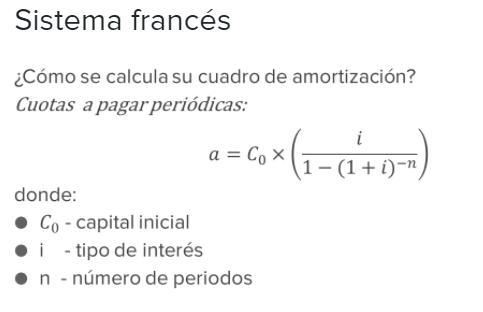 Sistema francés
¿Cómo se calcula su cuadro de amortización?
Cuotas a pagar periódicas:
a = C₀ × (i / (1 − (1 + i)⁻ⁿ))
donde:
● C₀ - capital inicial
● i - tipo de interés
● n - número de periodos